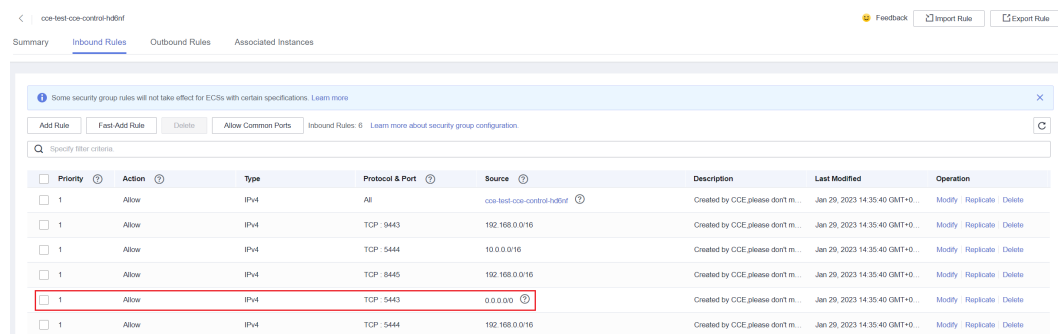 cce-test-cce-control-hd6nf Feedback Import Rule Export Rule
Summary Inbound Rules Outbound Rules Associated Instances
Some security group rules will not take effect for ECSs with certain specifications. Learn more
Add Rule Fast-Add Rule Delete Allow Common Ports Inbound Rules: 6 Learn more about security group configuration.
Specify filter criteria.
Priority Action Type Protocol & Port Source Description Last Modified Operation
1 Allow IPv4 All cce-test-cce-control-hd6nf Created by CCE,please don't m... Jan 29, 2023 14:35:40 GMT+0... Modify Replicate Delete
1 Allow IPv4 TCP : 9443 192.168.0.0/16 Created by CCE,please don't m... Jan 29, 2023 14:35:40 GMT+0... Modify Replicate Delete
1 Allow IPv4 TCP : 5444 10.0.0.0/16 Created by CCE,please don't m... Jan 29, 2023 14:35:40 GMT+0... Modify Replicate Delete
1 Allow IPv4 TCP : 8445 192.168.0.0/16 Created by CCE,please don't m... Jan 29, 2023 14:35:40 GMT+0... Modify Replicate Delete
1 Allow IPv4 TCP : 5443 0.0.0.0/0 Created by CCE,please don't m... Jan 29, 2023 14:35:40 GMT+0... Modify Replicate Delete
1 Allow IPv4 TCP : 5444 192.168.0.0/16 Created by CCE,please don't m... Jan 29, 2023 14:35:40 GMT+0... Modify Replicate Delete